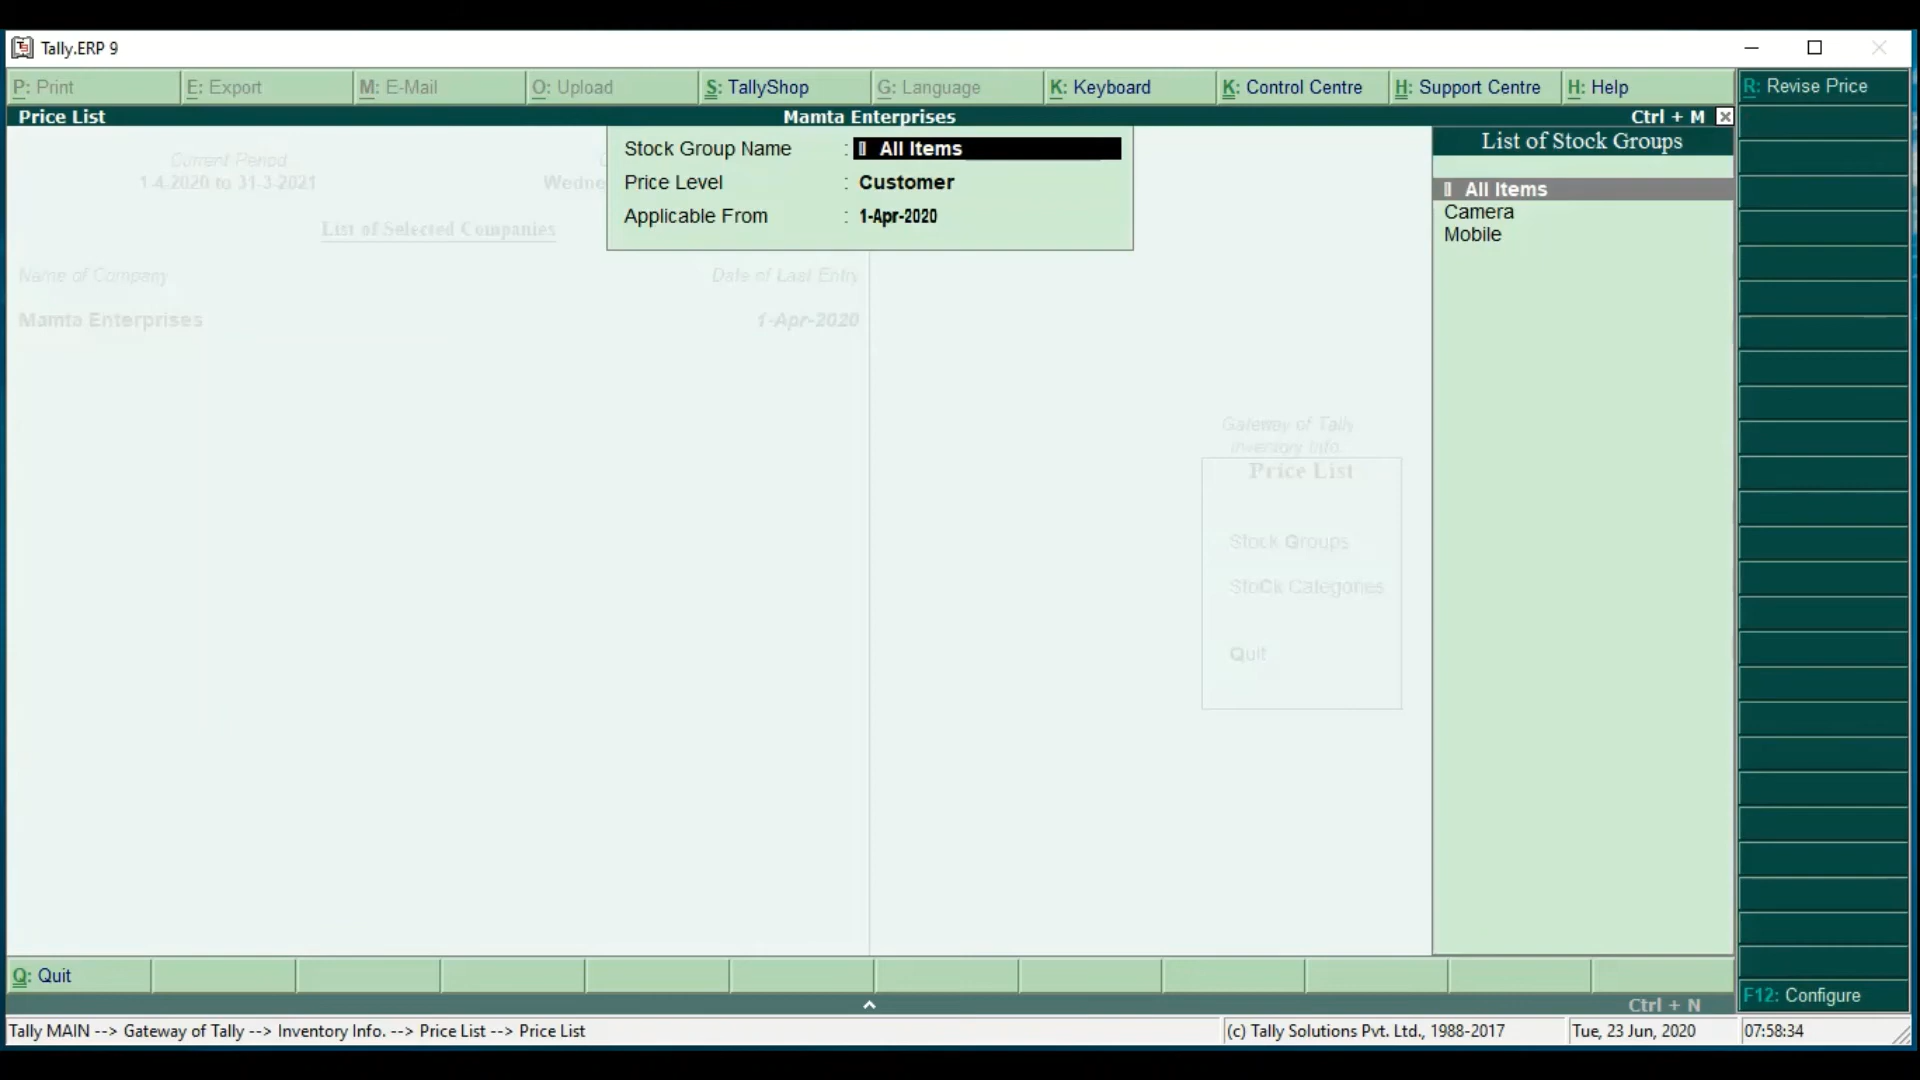 Tally.ERP 9
P: Print E: Export M: E-Mail O: Upload S: TallyShop G: Language K: Keyboard K: Control Centre H: Support Centre H: Help R: Revise Price
Price List Mamta Enterprises Ctrl + M
Stock Group Name : All Items
Price Level : Customer
Applicable From : 1-Apr-2020
List of Stock Groups
All Items
Camera
Mobile
Current Period
1-4-2020 to 31-3-2021
List of Selected Companies
Name of Company Date of Last Entry
Mamta Enterprises 1-Apr-2020
Gateway of Tally
Inventory Info.
Price List
Stock Groups
StoCk Categories
Quit
Q: Quit
Ctrl + N
F12: Configure
Tally MAIN --> Gateway of Tally --> Inventory Info. --> Price List --> Price List (c) Tally Solutions Pvt. Ltd., 1988-2017 Tue, 23 Jun, 2020 07:58:34